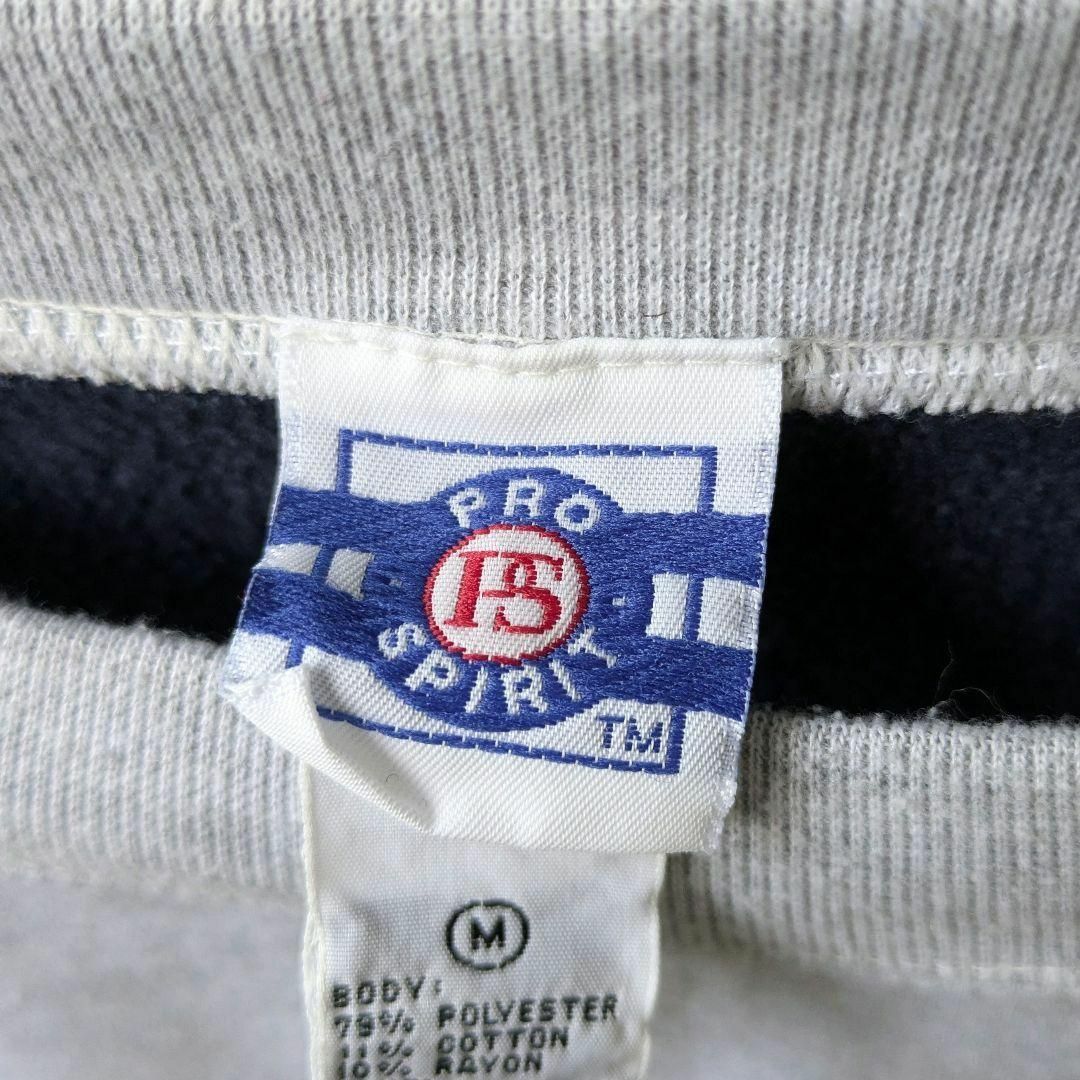 PRO
PS
SPIRIT
TM
M
BODY:
79% POLYESTER
11% COTTON
10% RAYON